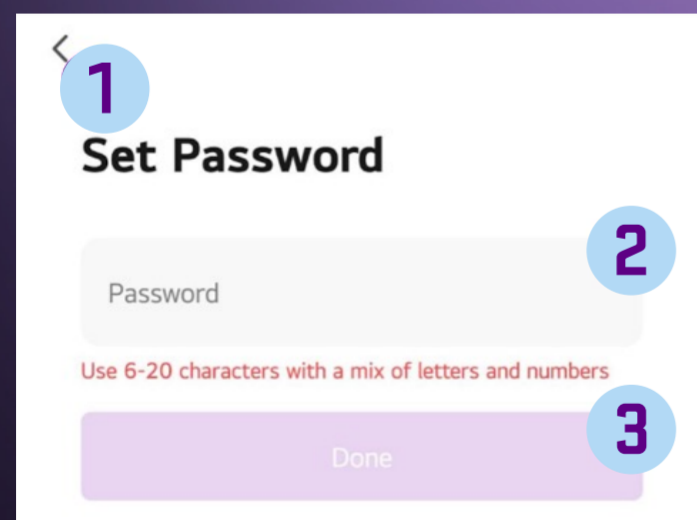 1
Set Password
2
Password
Use 6-20 characters with a mix of letters and numbers
3
Done